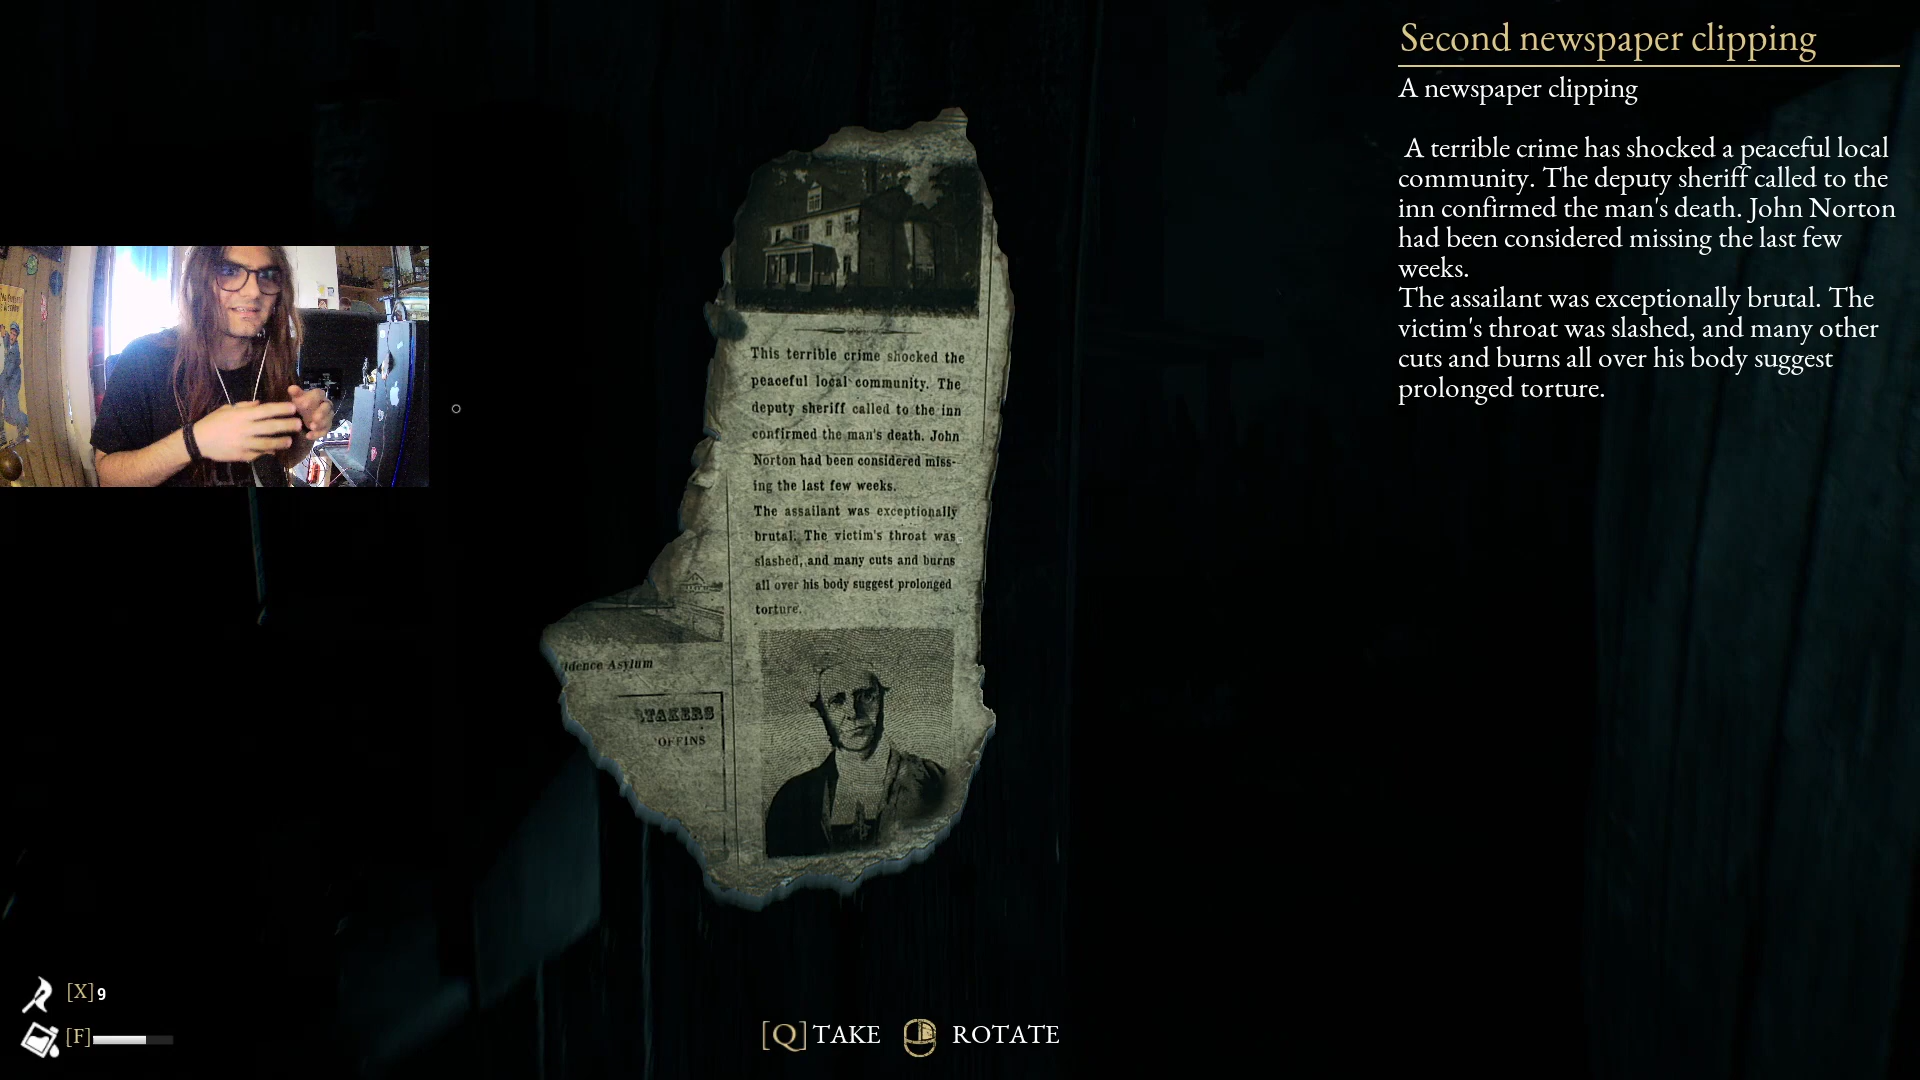 Second newspaper clipping
A newspaper clipping
A terrible crime has shocked a peaceful local
community. The deputy sheriff called to the
inn confirmed the man's death. John Norton
had been considered missing the last few
weeks.
The assailant was exceptionally brutal. The
victim's throat was slashed, and many other
cuts and burns all over his body suggest
prolonged torture.
This terrible crime shocked the
peaceful local community. The
deputy sheriff called to the inn
confirmed the man's death. John
Norton had been considered miss-
ing the last few weeks.
The assailant was exceptionally
brutal. The victim's throat was
slashed, and many cuts and burns
all over his body suggest prolonged
torture.
idence Asylum
TAKERS
OFFINS
[X] 9
[F]
[Q] TAKE ROTATE